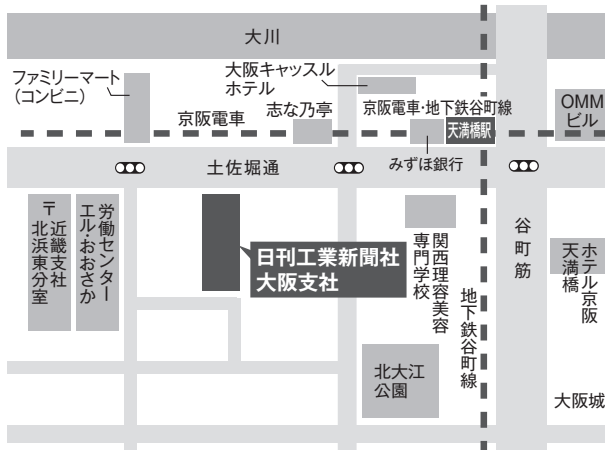 大川
ファミリーマート
（コンビニ）
大阪キャッスル
ホテル
京阪電車
志な乃亭
京阪電車・地下鉄谷町線
天満橋駅
OMM
ビル
みずほ銀行
土佐堀通
〒近畿支社
北浜東分室
労働センター
エル・おおさか
日刊工業新聞社
大阪支社
関西理容美容
専門学校
地下鉄谷町線
谷町筋
ホテル京阪
天満橋
北大江
公園
大阪城